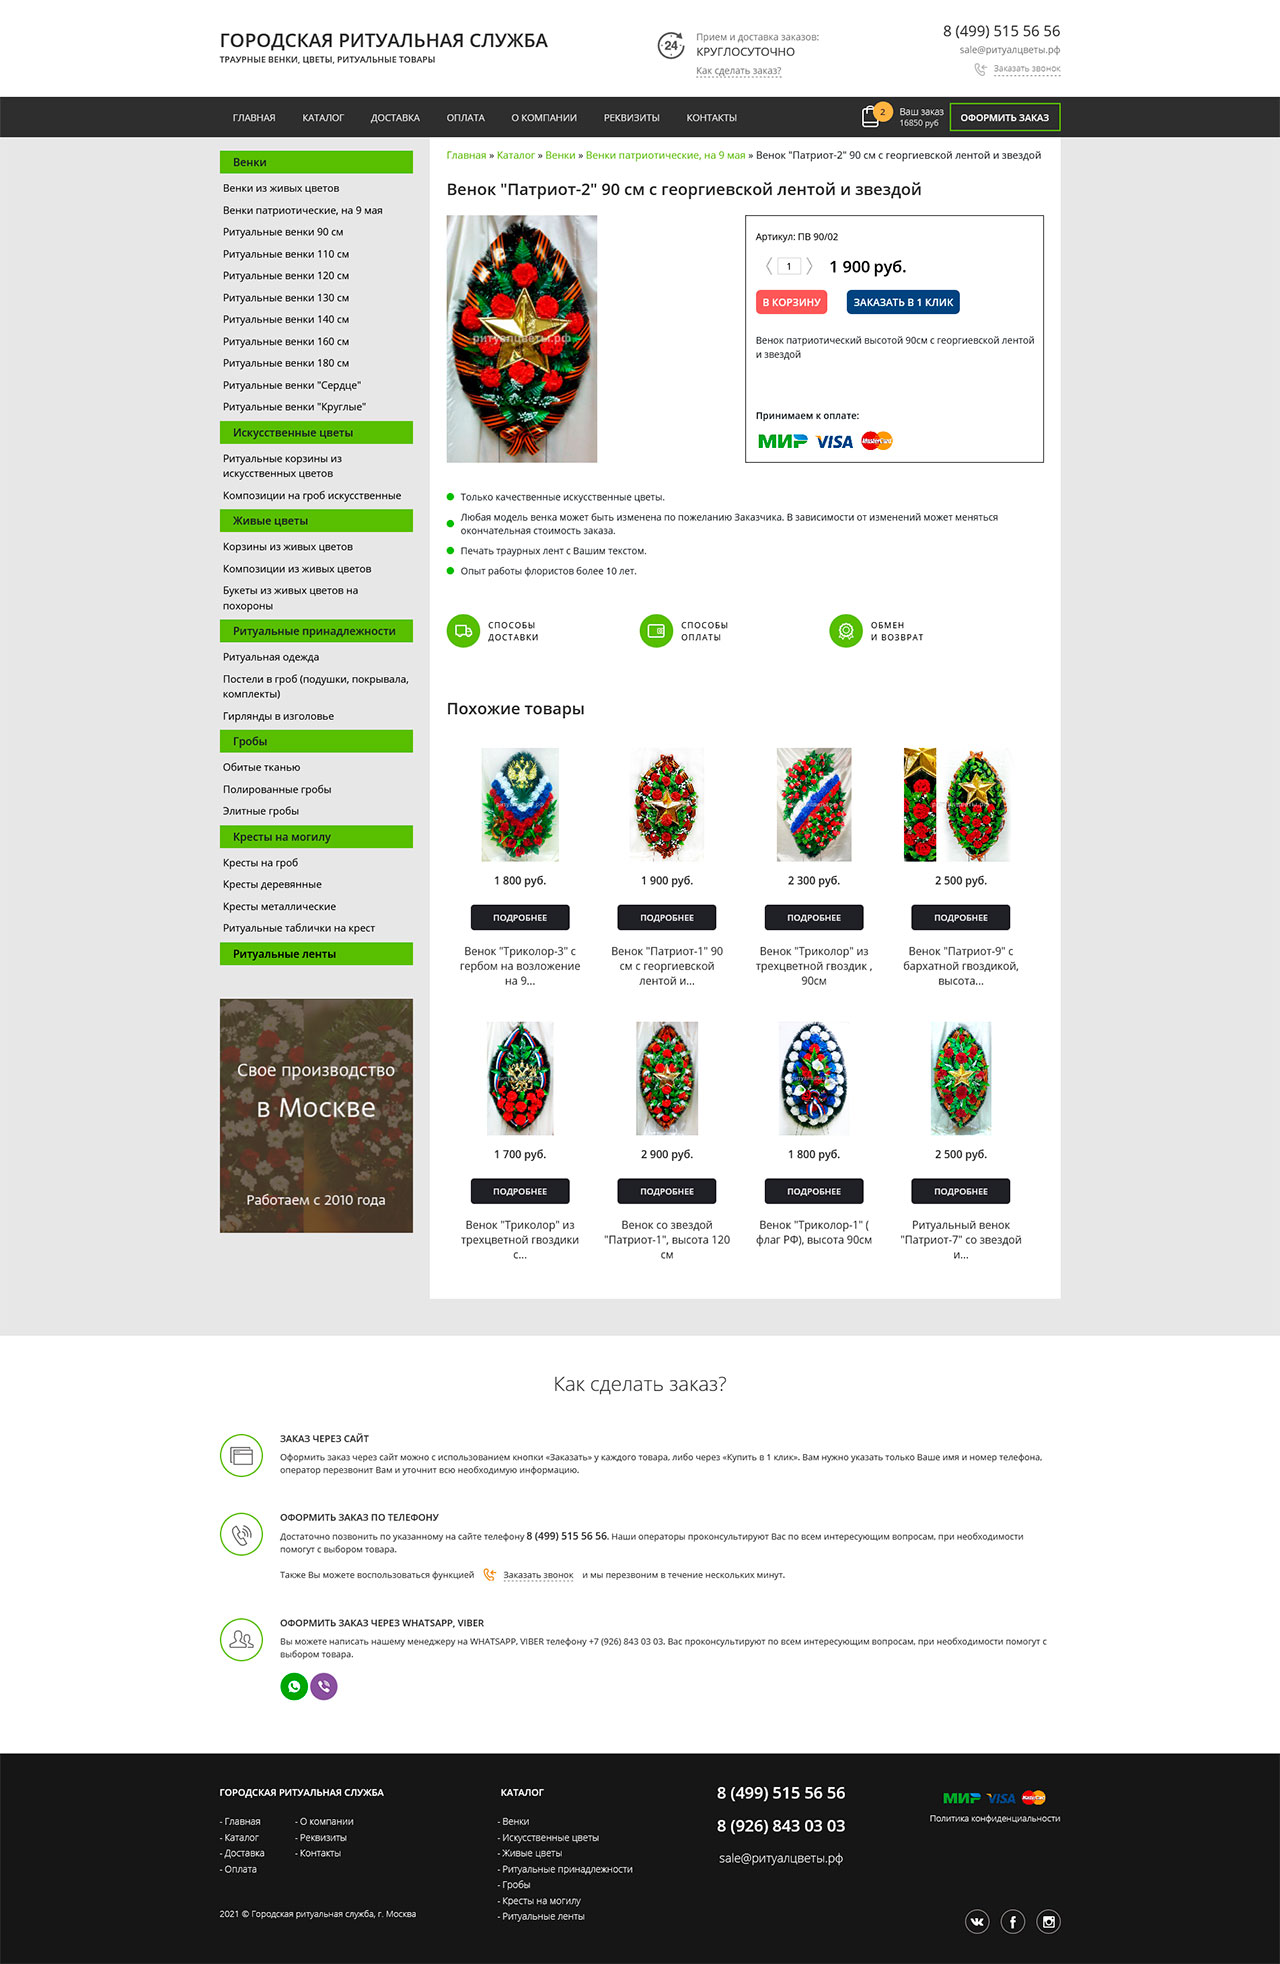 ГОРОДСКАЯ РИТУАЛЬНАЯ СЛУЖБА
ТРАУРНЫЕ ВЕНКИ, ЦВЕТЫ, РИТУАЛЬНЫЕ ТОВАРЫ
24
Прием и доставка заказов:
КРУГЛОСУТОЧНО
Как сделать заказ?
8 (499) 515 56 56
sale@ритуалцветы.рф
Заказать звонок
ГЛАВНАЯ КАТАЛОГ ДОСТАВКА ОПЛАТА О КОМПАНИИ РЕКВИЗИТЫ КОНТАКТЫ
2
Ваш заказ
16850 руб
ОФОРМИТЬ ЗАКАЗ
Венки
Венки из живых цветов
Венки патриотические, на 9 мая
Ритуальные венки 90 см
Ритуальные венки 110 см
Ритуальные венки 120 см
Ритуальные венки 130 см
Ритуальные венки 140 см
Ритуальные венки 160 см
Ритуальные венки 180 см
Ритуальные венки "Сердце"
Ритуальные венки "Круглые"
Искусственные цветы
Ритуальные корзины из
искусственных цветов
Композиции на гроб искусственные
Живые цветы
Корзины из живых цветов
Композиции из живых цветов
Букеты из живых цветов на
похороны
Ритуальные принадлежности
Ритуальная одежда
Постели в гроб (подушки, покрывала,
комплекты)
Гирлянды в изголовье
Гробы
Обитые тканью
Полированные гробы
Элитные гробы
Кресты на могилу
Кресты на гроб
Кресты деревянные
Кресты металлические
Ритуальные таблички на крест
Ритуальные ленты
Свое производство
в Москве
Работаем с 2010 года
Главная » Каталог » Венки » Венки патриотические, на 9 мая » Венок "Патриот-2" 90 см с георгиевской лентой и звездой
Венок "Патриот-2" 90 см с георгиевской лентой и звездой
ритуалцветы.рф
Артикул: ПВ 90/02
1
1 900 руб.
В КОРЗИНУ
ЗАКАЗАТЬ В 1 КЛИК
Венок патриотический высотой 90см с георгиевской лентой
и звездой
Принимаем к оплате:
МИР VISA MasterCard
Только качественные искусственные цветы.
Любая модель венка может быть изменена по пожеланию Заказчика. В зависимости от изменений может меняться
окончательная стоимость заказа.
Печать траурных лент с Вашим текстом.
Опыт работы флористов более 10 лет.
СПОСОБЫ
ДОСТАВКИ
СПОСОБЫ
ОПЛАТЫ
ОБМЕН
И ВОЗВРАТ
Похожие товары
1 800 руб.
ПОДРОБНЕЕ
Венок "Триколор-3" с
гербом на возложение
на 9...
1 900 руб.
ПОДРОБНЕЕ
Венок "Патриот-1" 90
см с георгиевской
лентой и...
2 300 руб.
ПОДРОБНЕЕ
Венок "Триколор" из
трехцветной гвоздик ,
90см
2 500 руб.
ПОДРОБНЕЕ
Венок "Патриот-9" с
бархатной гвоздикой,
высота...
1 700 руб.
ПОДРОБНЕЕ
Венок "Триколор" из
трехцветной гвоздики
с...
2 900 руб.
ПОДРОБНЕЕ
Венок со звездой
"Патриот-1", высота 120
см
1 800 руб.
ПОДРОБНЕЕ
Венок "Триколор-1" (
флаг РФ), высота 90см
2 500 руб.
ПОДРОБНЕЕ
Ритуальный венок
"Патриот-7" со звездой
и...
Как сделать заказ?
ЗАКАЗ ЧЕРЕЗ САЙТ
Оформить заказ через сайт можно с использованием кнопки «Заказать» у каждого товара, либо через «Купить в 1 клик». Вам нужно указать только Ваше имя и номер телефона,
оператор перезвонит Вам и уточнит всю необходимую информацию.
ОФОРМИТЬ ЗАКАЗ ПО ТЕЛЕФОНУ
Достаточно позвонить по указанному на сайте телефону 8 (499) 515 56 56. Наши операторы проконсультируют Вас по всем интересующим вопросам, при необходимости
помогут с выбором товара.
Также Вы можете воспользоваться функцией Заказать звонок и мы перезвоним в течение нескольких минут.
ОФОРМИТЬ ЗАКАЗ ЧЕРЕЗ WHATSAPP, VIBER
Вы можете написать нашему менеджеру на WHATSAPP, VIBER телефону +7 (926) 843 03 03. Вас проконсультируют по всем интересующим вопросам, при необходимости помогут с
выбором товара.
ГОРОДСКАЯ РИТУАЛЬНАЯ СЛУЖБА
- Главная
- Каталог
- Доставка
- Оплата
- О компании
- Реквизиты
- Контакты
2021 © Городская ритуальная служба, г. Москва
КАТАЛОГ
- Венки
- Искусственные цветы
- Живые цветы
- Ритуальные принадлежности
- Гробы
- Кресты на могилу
- Ритуальные ленты
8 (499) 515 56 56
8 (926) 843 03 03
sale@ритуалцветы.рф
МИР VISA MasterCard
Политика конфиденциальности